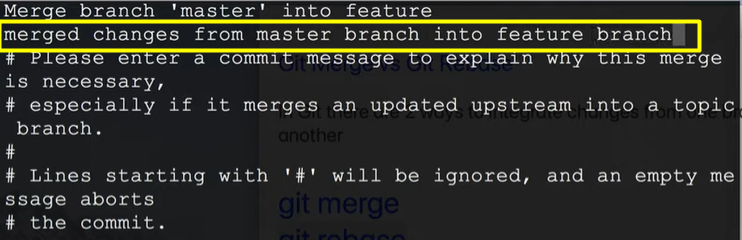 Merge branch 'master' into feature
merged changes from master branch into feature branch
# Please enter a commit message to explain why this merge
is necessary,
# especially if it merges an updated upstream into a topic
branch.
#
# Lines starting with '#' will be ignored, and an empty me
ssage aborts
# the commit.
Git Merge vs Git Rebase
In Git there are 2 ways to integrate changes from one bra
another
git merge
git rebase